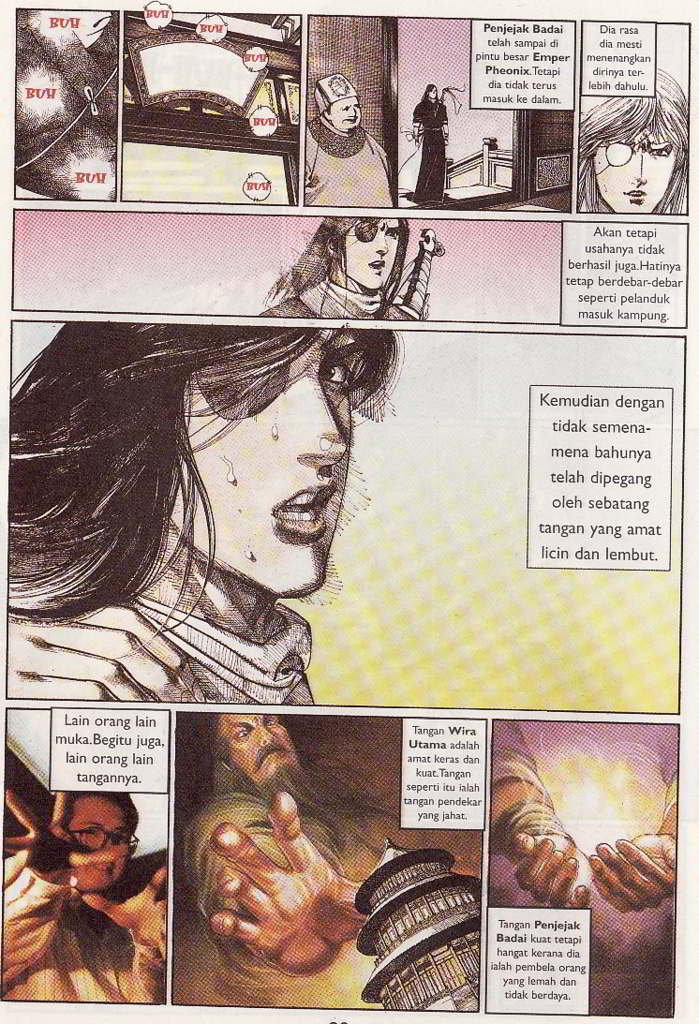 BUH
BUH
BUH
BUH
BUH
BUH
BUH
BUH
Penjejak Badai
telah sampai di
pintu besar Emper
Pheonix.Tetapi
dia tidak terus
masuk ke dalam.
Dia rasa
dia mesti
menenangkan
dirinya ter-
lebih dahulu.
Akan tetapi
usahanya tidak
berhasil juga.Hatinya
tetap berdebar-debar
seperti pelanduk
masuk kampung.
Kemudian dengan
tidak semena-
mena bahunya
telah dipegang
oleh sebatang
tangan yang amat
licin dan lembut.
Lain orang lain
muka.Begitu juga,
lain orang lain
tangannya.
Tangan Wira
Utama adalah
amat keras dan
kuat.Tangan
seperti itu ialah
tangan pendekar
yang jahat.
Tangan Penjejak
Badai kuat tetapi
hangat kerana dia
ialah pembela orang
yang lemah dan
tidak berdaya.